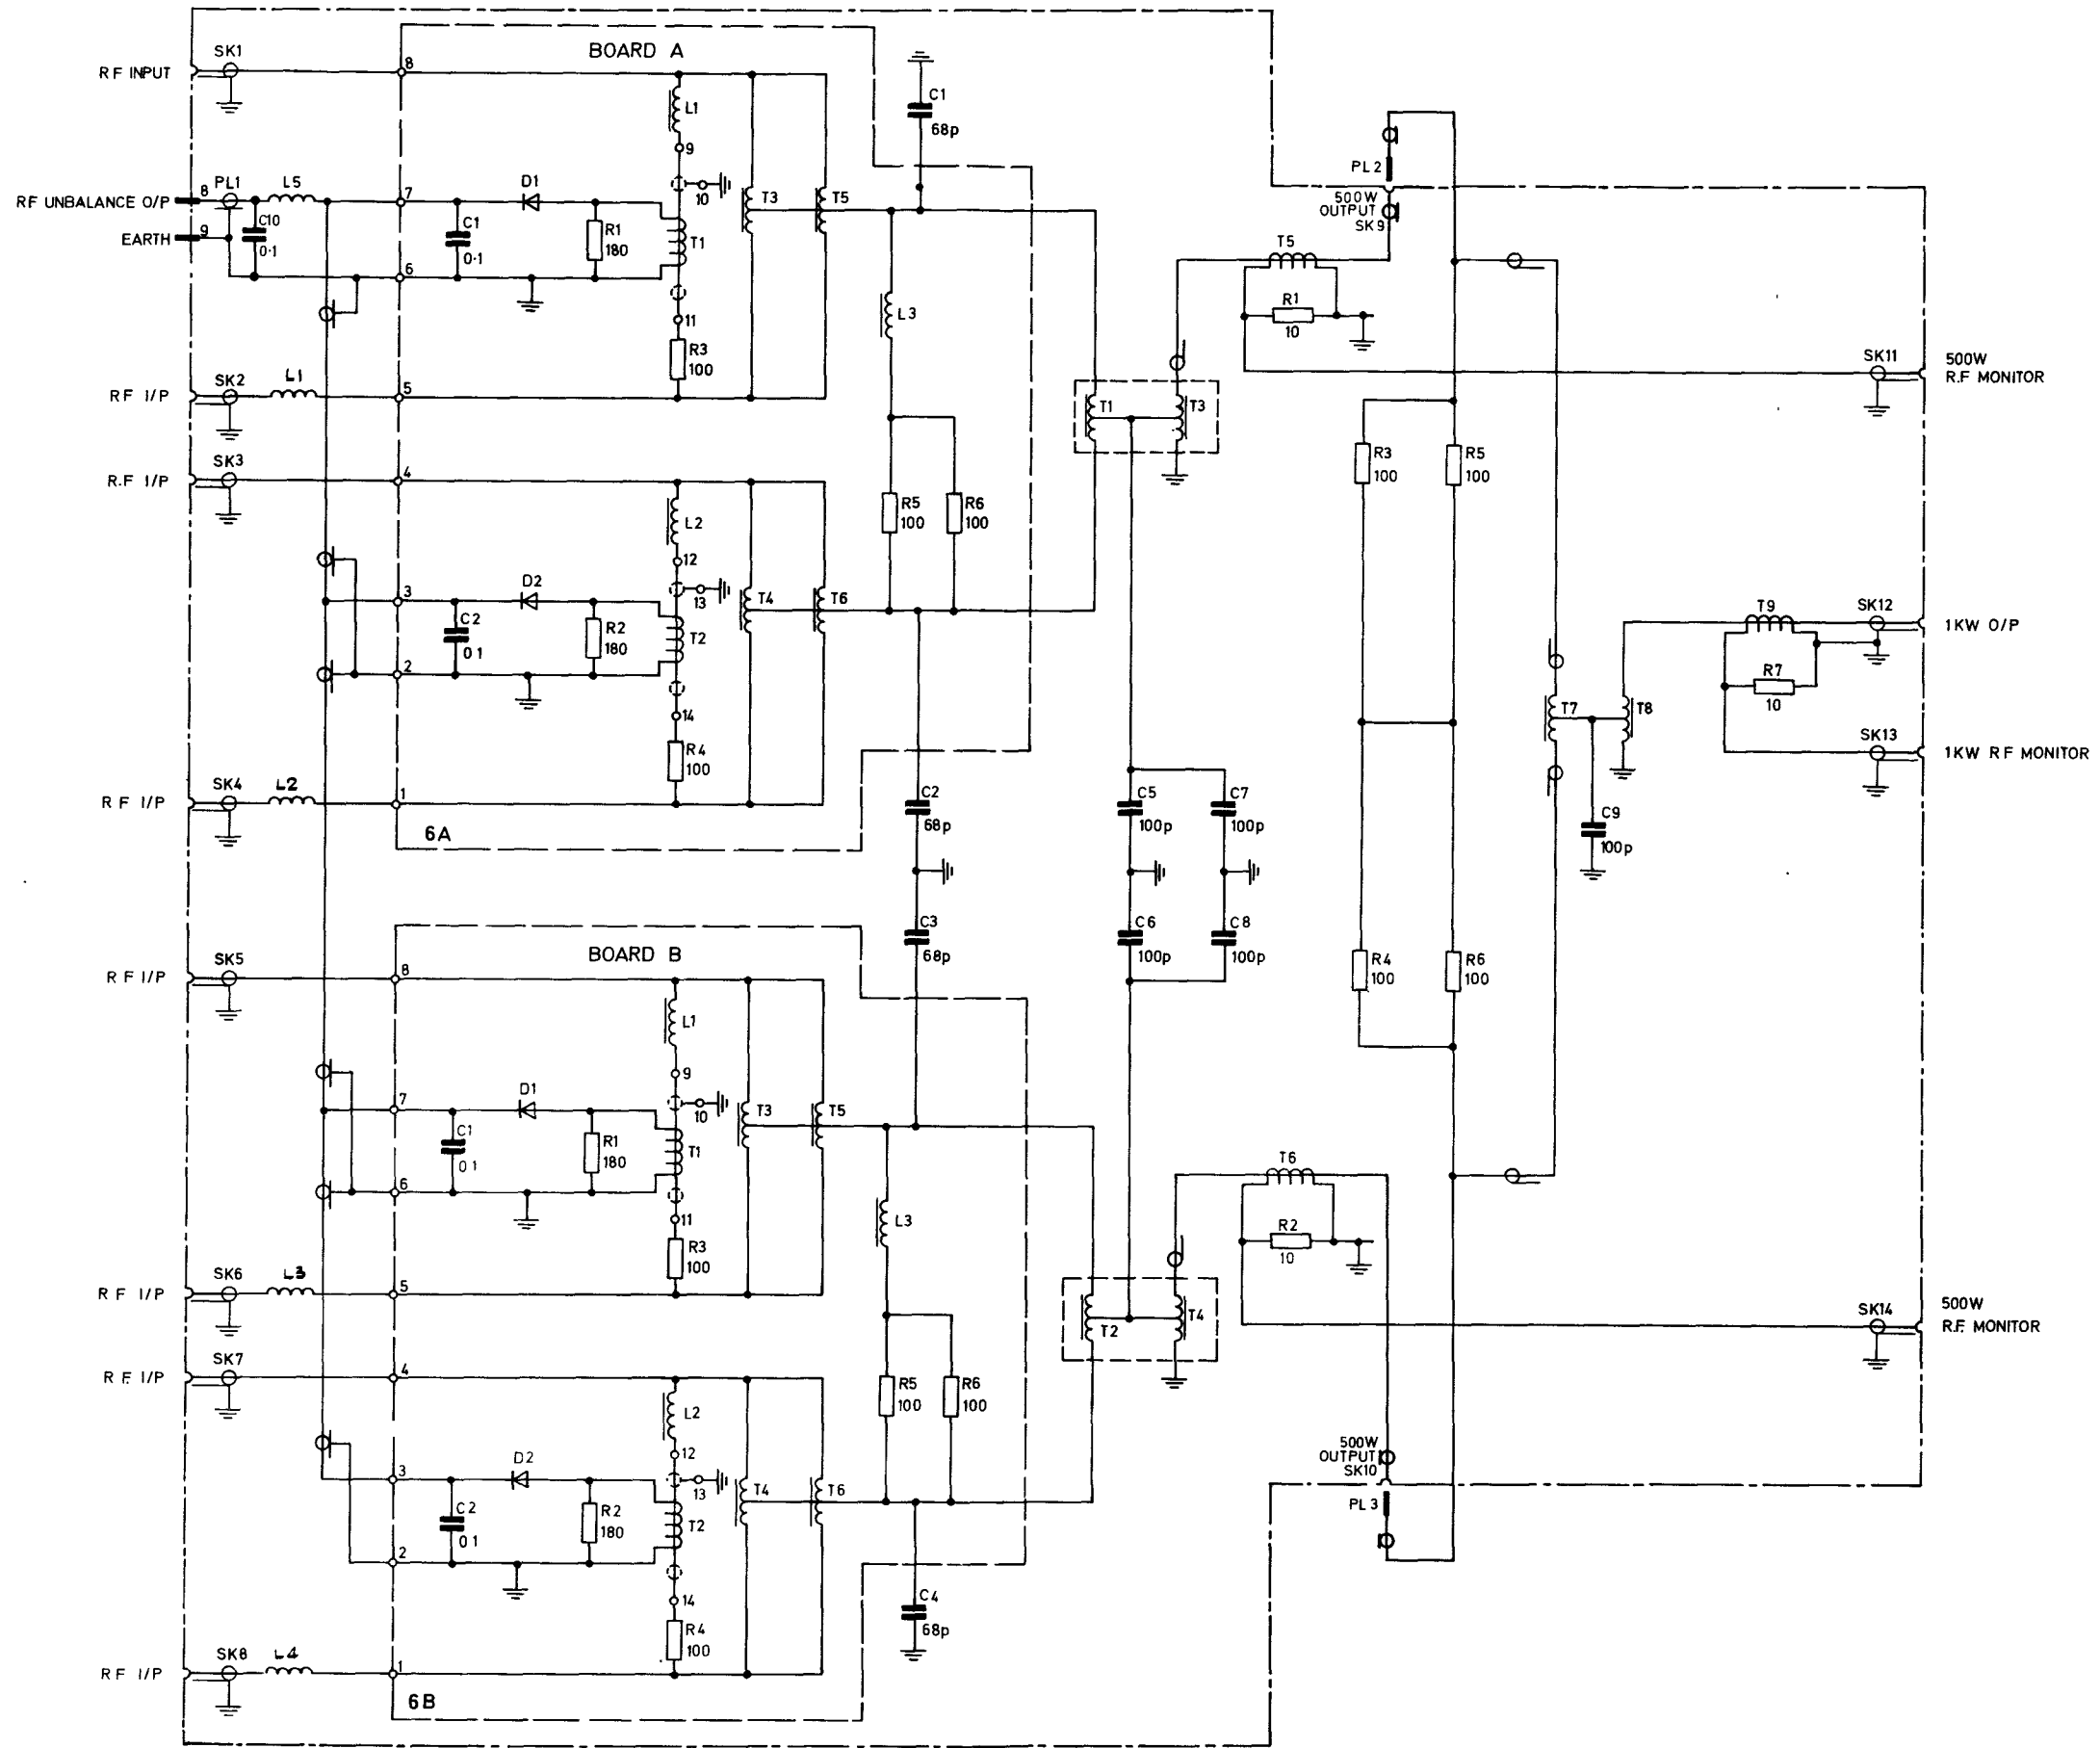 BOARD A
SK1
RF INPUT
8
L1
9
C1
68p
PL2
500W
OUTPUT
SK9
8
PL1
L5
7
D1
10
T3
T5
RF UNBALANCE O/P
C10
0·1
C1
0·1
R1
180
T1
EARTH
9
6
T5
R1
10
L3
11
R3
100
SK2
L1
5
RF I/P
SK11
500W
R.F MONITOR
T1
T3
SK3
4
R.F I/P
R3
100
R5
100
L2
R5
100
R6
100
12
3
D2
13
T4
T6
C2
0 1
R2
180
T2
2
T9
SK12
1KW O/P
R7
10
T7
T8
14
R4
100
SK13
1KW RF MONITOR
SK4
L2
1
RF I/P
C2
68p
C5
100p
C7
100p
C9
100p
6A
C3
68p
C6
100p
C8
100p
R4
100
R6
100
BOARD B
SK5
8
RF I/P
L1
9
7
D1
10
T3
T5
C1
0 1
R1
180
T1
6
T6
R2
10
11
L3
R3
100
SK6
L3
5
RF I/P
T2
T4
SK14
500W
R.F. MONITOR
SK7
4
RF I/P
L2
R5
100
R6
100
12
3
D2
13
T4
T6
500W
OUTPUT
SK10
PL3
C2
0 1
R2
180
T2
2
14
C4
68p
R4
100
SK8
L4
1
RF I/P
6B